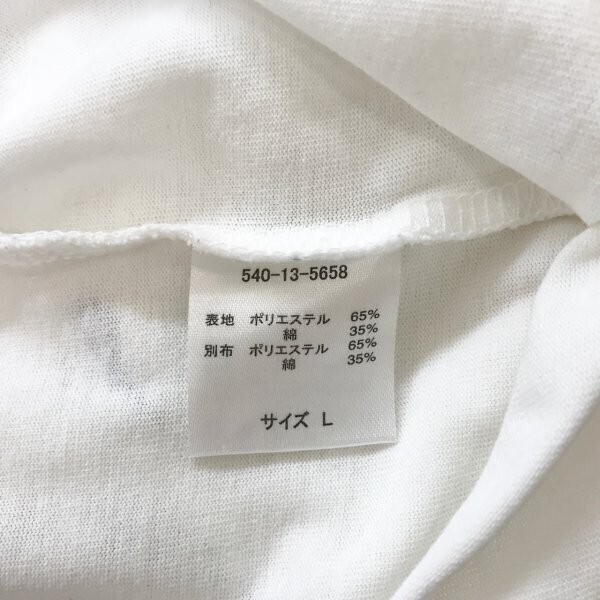 540-13-5658
表地 ポリエステル 65%
綿 35%
別布 ポリエステル 65%
綿 35%
サイズ L